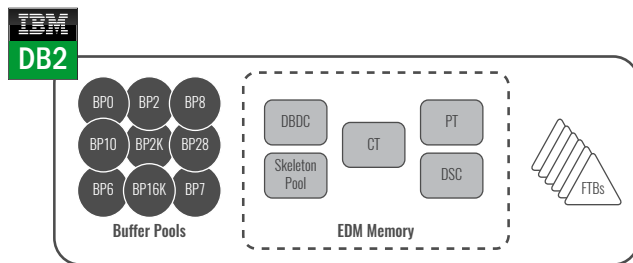 IBM
DB2
BP0 BP2 BP8
BP10 BP2K BP28
BP6 BP16K BP7
Buffer Pools
DBDC
Skeleton
Pool
CT
PT
DSC
EDM Memory
FTBs